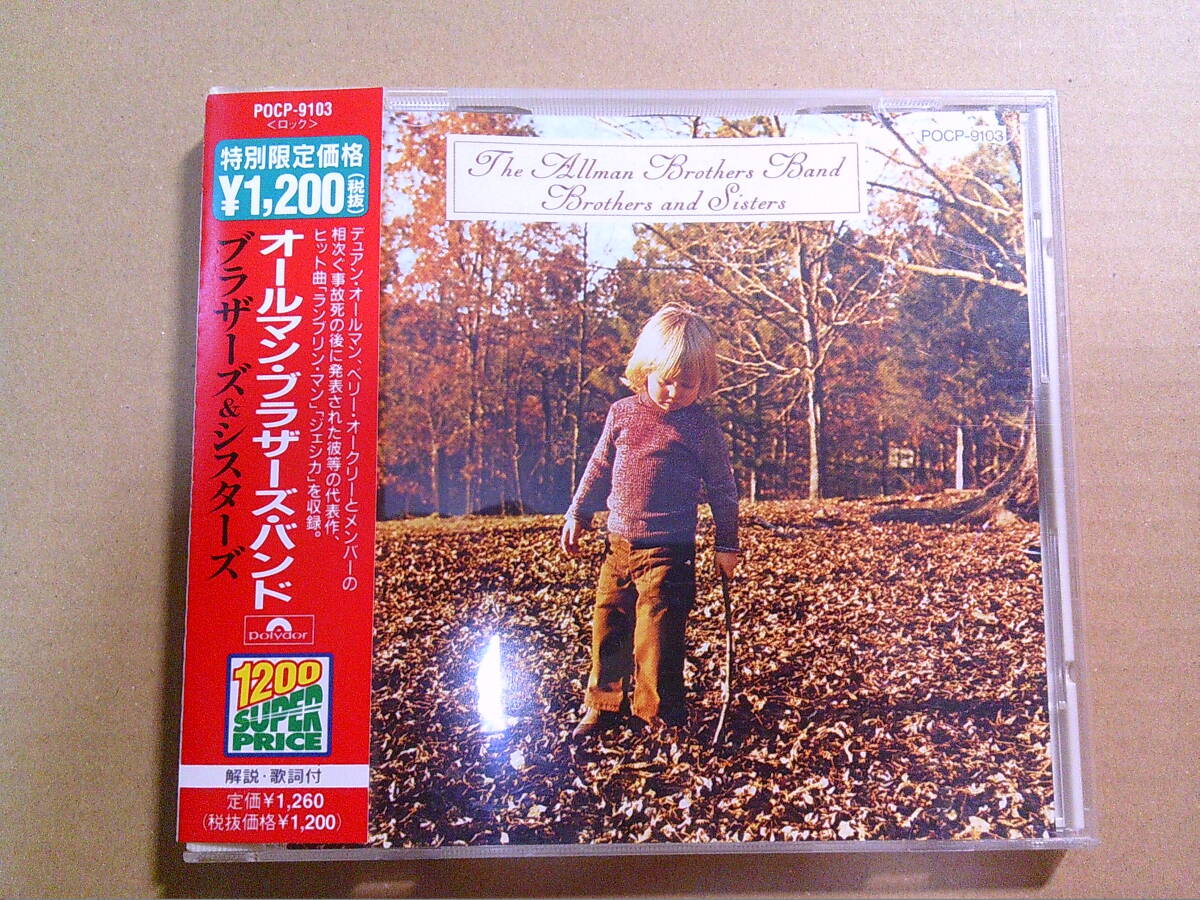 POCP-9103
<ロック>
特別限定価格
¥1,200(税抜)
オールマン・ブラザーズ・バンド
ブラザーズ&シスターズ
デュアン・オールマン、ベリー・オークリーとメンバーの
相次ぐ事故死の後に発表された彼等の代表作、
ヒット曲「ランブリン・マン」「ジェシカ」を収録。
polydor
1200
SUPER
PRICE
解説・歌詞付
定価¥1,260
(税抜価格¥1,200)
POCP-9103
The Allman Brothers Band
Brothers and Sisters